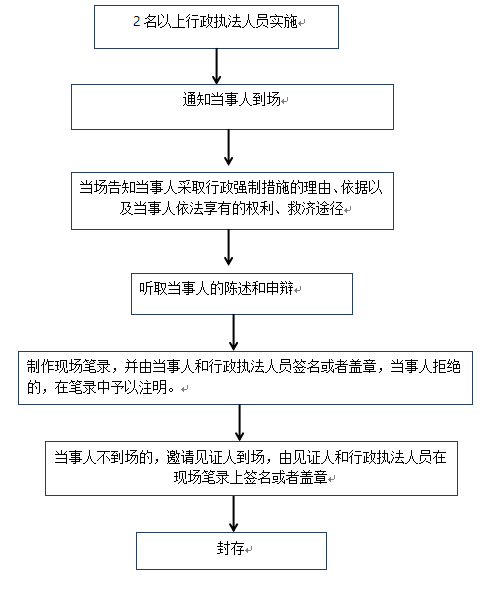 2 名以上行政执法人员实施↵
通知当事人到场↵
当场告知当事人采取行政强制措施的理由、依据以
及当事人依法享有的权利、救济途径↵
听取当事人的陈述和申辩↵
制作现场笔录，并由当事人和行政执法人员签名或者盖章，当事人拒绝
的，在笔录中予以注明。↵
当事人不到场的，邀请见证人到场，由见证人和行政执法人员在
现场笔录上签名或者盖章↵
封存↵